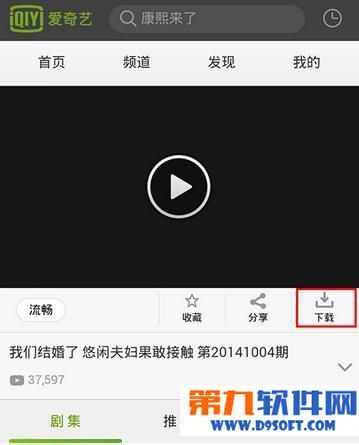 iQIYI 爱奇艺 康熙来了
首页 频道 发现 我的
流畅 收藏 分享 下载
我们结婚了 悠闲夫妇果敢接触 第20141004期
37,597
剧集 推
第九软件网
WWW.D9SOFT.COM